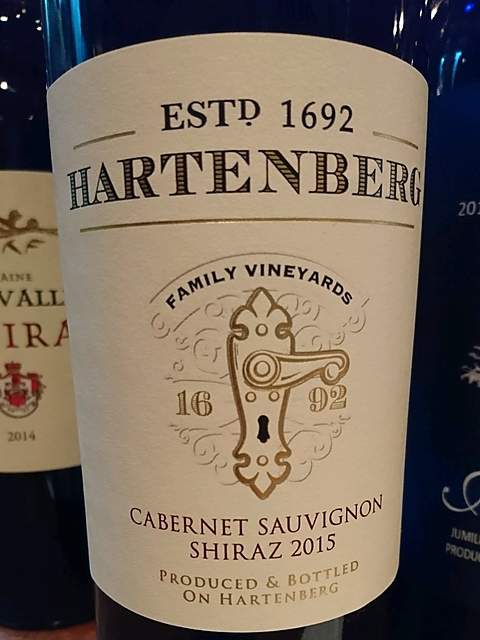 ESTD 1692
HARTENBERG
FAMILY VINEYARDS
16 92
CABERNET SAUVIGNON
SHIRAZ 2015
PRODUCED & BOTTLED
ON HARTENBERG
2014